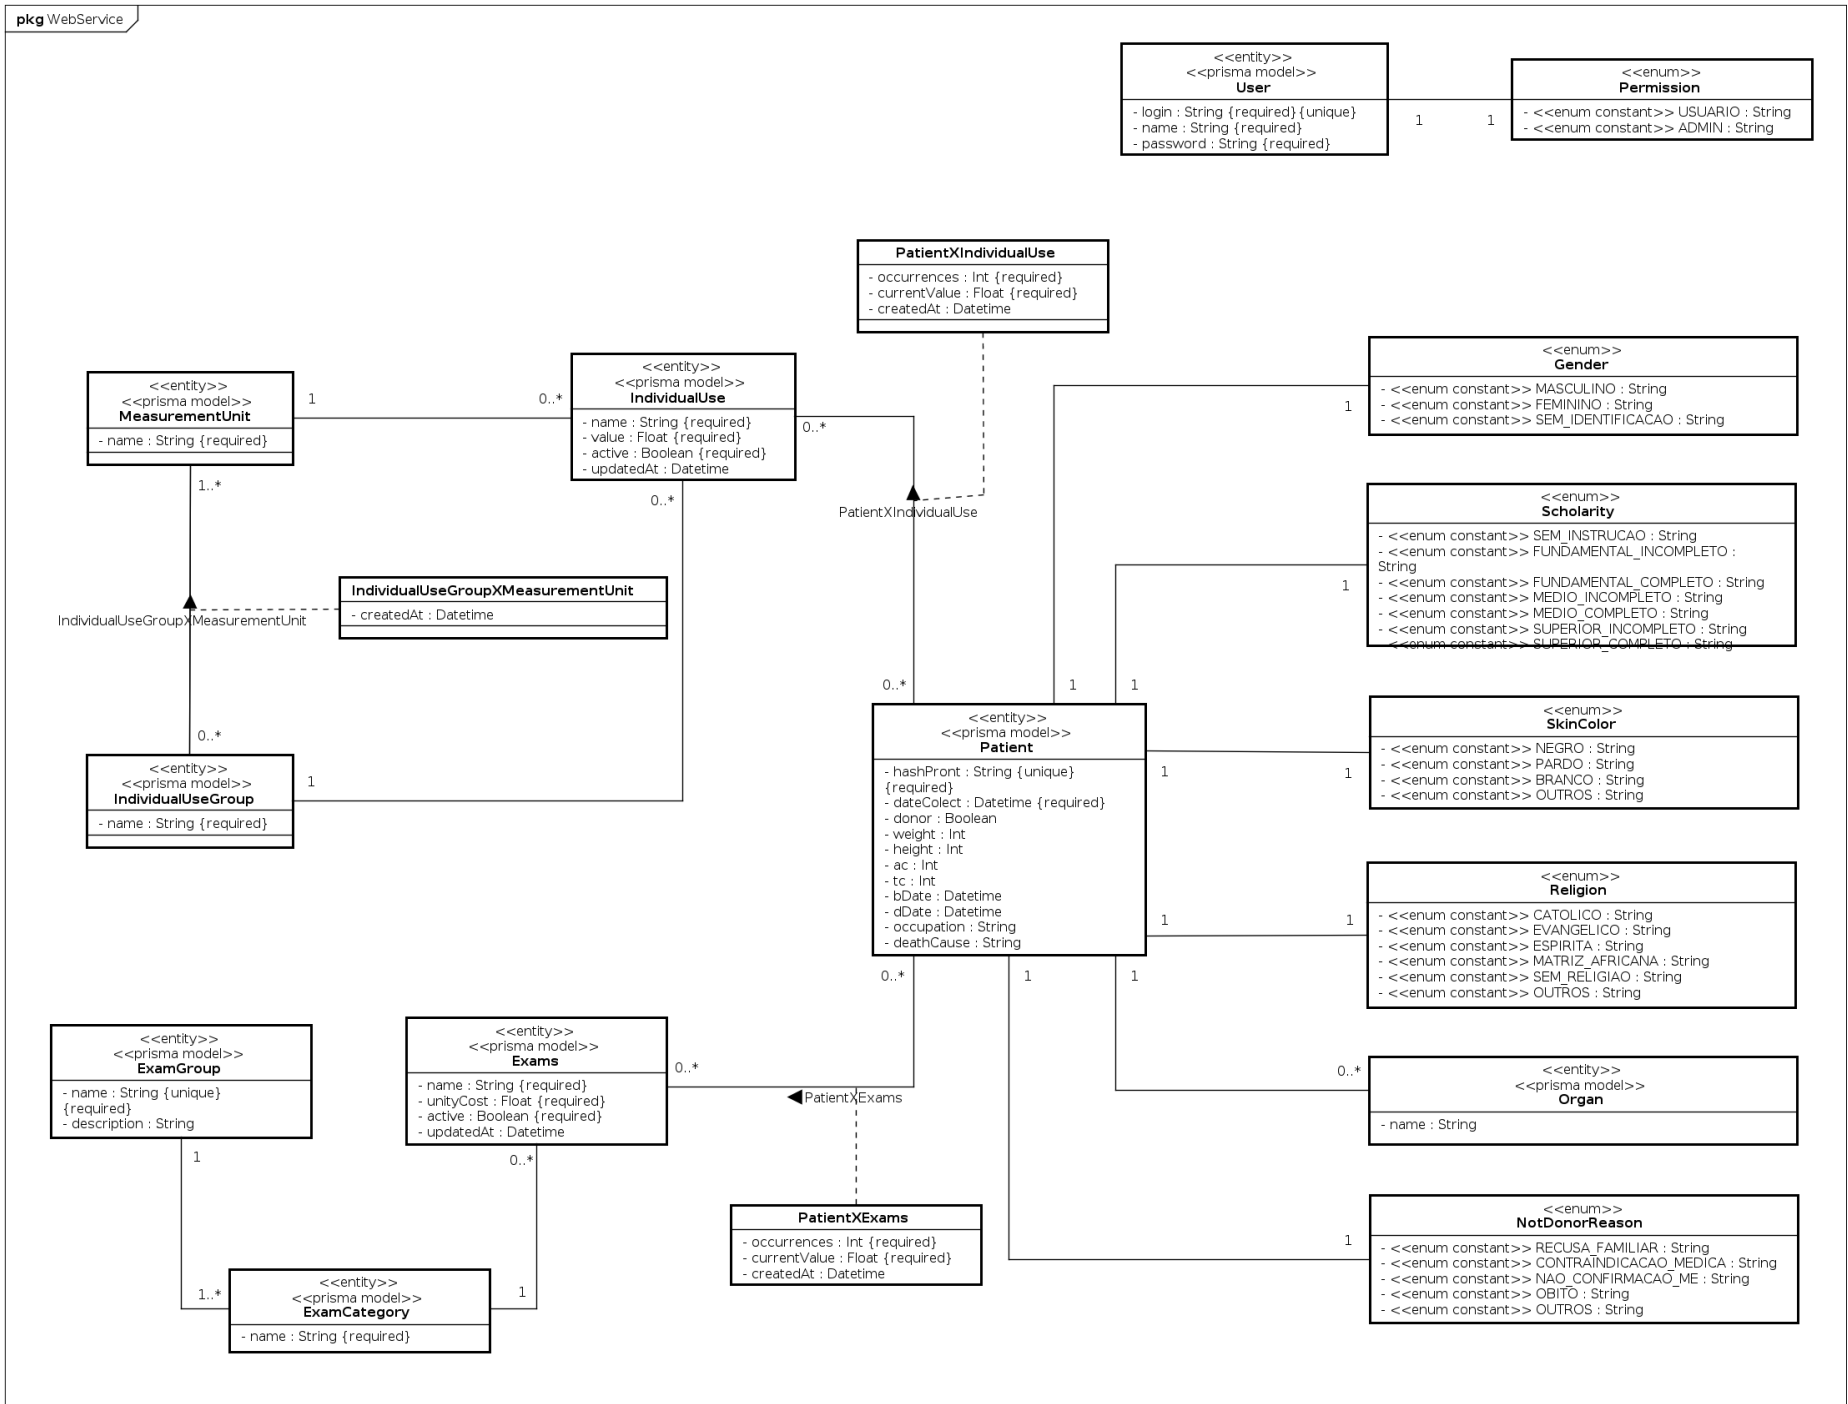 pkg WebService
<<entity>>
<<prisma model>>
User
- login : String {required}{unique}
- name : String {required}
- password : String {required}
1
1
<<enum>>
Permission
- <<enum constant>> USUARIO : String
- <<enum constant>> ADMIN : String
PatientXIndividualUse
- occurrences : Int {required}
- currentValue : Float {required}
- createdAt : Datetime
<<entity>>
<<prisma model>>
MeasurementUnit
- name : String {required}
1
0..*
<<entity>>
<<prisma model>>
IndividualUse
- name : String {required}
- value : Float {required}
- active : Boolean {required}
- updatedAt : Datetime
0..*
0..*
1..*
PatientXIndividualUse
<<enum>>
Gender
- <<enum constant>> MASCULINO : String
- <<enum constant>> FEMININO : String
- <<enum constant>> SEM_IDENTIFICACAO : String
1
<<enum>>
Scholarity
- <<enum constant>> SEM_INSTRUCAO : String
- <<enum constant>> FUNDAMENTAL_INCOMPLETO :
String
- <<enum constant>> FUNDAMENTAL_COMPLETO : String
- <<enum constant>> MEDIO_INCOMPLETO : String
- <<enum constant>> MEDIO_COMPLETO : String
- <<enum constant>> SUPERIOR_INCOMPLETO : String
- <<enum constant>> SUPERIOR_COMPLETO : String
1
IndividualUseGroupXMeasurementUnit
IndividualUseGroupXMeasurementUnit
- createdAt : Datetime
0..*
<<entity>>
<<prisma model>>
IndividualUseGroup
- name : String {required}
1
0..*
1
1
<<entity>>
<<prisma model>>
Patient
- hashPront : String {unique}
{required}
- dateColect : Datetime {required}
- donor : Boolean
- weight : Int
- height : Int
- ac : Int
- tc : Int
- bDate : Datetime
- dDate : Datetime
- occupation : String
- deathCause : String
1
1
<<enum>>
SkinColor
- <<enum constant>> NEGRO : String
- <<enum constant>> PARDO : String
- <<enum constant>> BRANCO : String
- <<enum constant>> OUTROS : String
1
1
<<enum>>
Religion
- <<enum constant>> CATOLICO : String
- <<enum constant>> EVANGELICO : String
- <<enum constant>> ESPIRITA : String
- <<enum constant>> MATRIZ_AFRICANA : String
- <<enum constant>> SEM_RELIGIAO : String
- <<enum constant>> OUTROS : String
0..*
1
1
<<entity>>
<<prisma model>>
ExamGroup
- name : String {unique}
{required}
- description : String
1
<<entity>>
<<prisma model>>
Exams
- name : String {required}
- unityCost : Float {required}
- active : Boolean {required}
- updatedAt : Datetime
0..*
0..*
PatientXExams
0..*
<<entity>>
<<prisma model>>
Organ
- name : String
PatientXExams
- occurrences : Int {required}
- currentValue : Float {required}
- createdAt : Datetime
1..*
<<entity>>
<<prisma model>>
ExamCategory
- name : String {required}
1
1
<<enum>>
NotDonorReason
- <<enum constant>> RECUSA_FAMILIAR : String
- <<enum constant>> CONTRAINDICACAO_MEDICA : String
- <<enum constant>> NAO_CONFIRMACAO_ME : String
- <<enum constant>> OBITO : String
- <<enum constant>> OUTROS : String